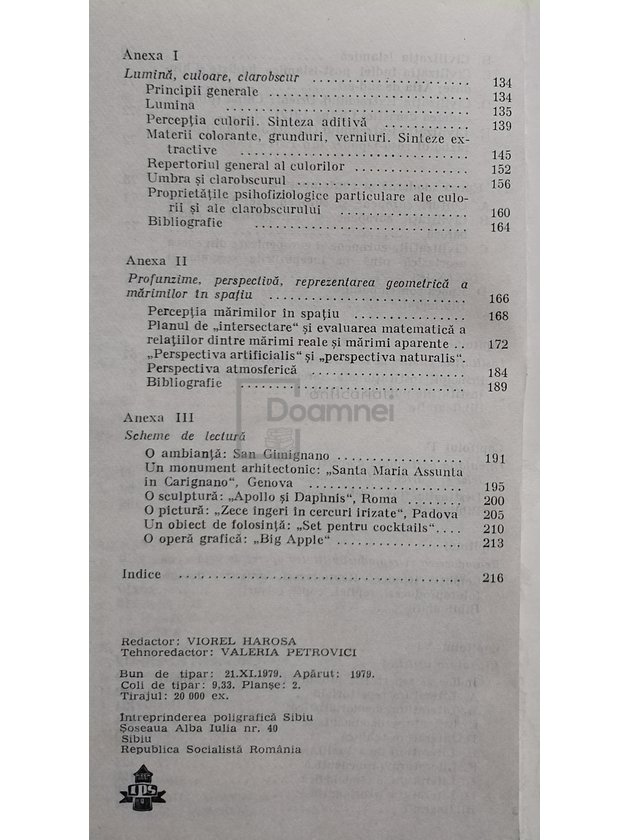 Anexa I
Lumină, culoare, clarobscur . . . . . . . . . . . . . . . . . . . . 134
Principii generale . . . . . . . . . . . . . . . . . . . . . . . . 134
Lumina . . . . . . . . . . . . . . . . . . . . . . . . 135
Percepția culorii. Sinteza aditivă . . . . . . . . . . 139
Materii colorante, grunduri, verniuri. Sinteze ex-
tractive . . . . . . . . . . . . . . . . . . . . . . . . 145
Repertoriul general al culorilor . . . . . . . . . . . . 152
Umbra și clarobscurul . . . . . . . . . . . . . . . . . . 156
Proprietățile psihofiziologice particulare ale culo-
rii și ale clarobscurului . . . . . . . . . . . . . 160
Bibliografie . . . . . . . . . . . . . . . . . . . . . . 164
Anexa II
Profunzime, perspectivă, reprezentarea geometrică a
mărimilor în spațiu . . . . . . . . . . . . . . . . . . . . 166
Percepția mărimilor în spațiu . . . . . . . . . . . . 168
Planul de „intersectare“ și evaluarea matematică a
relațiilor dintre mărimi reale și mărimi aparente . . 172
„Perspectiva artificialis“ și „perspectiva naturalis“.
Perspectiva atmosferică . . . . . . . . . . . . . . . . 184
Bibliografie . . . . . . . . . . . . . . . . . . . . . . 189
anticariat
Doamnei
Anexa III
Scheme de lectură
O ambianță: San Gimignano . . . . . . . . . . . . . . 191
Un monument arhitectonic: „Santa Maria Assunta
in Carignano“, Genova . . . . . . . . . . . . . . . . 195
O sculptură: „Apollo și Daphnis“, Roma . . . . . . . 200
O pictură: „Zece îngeri în cercuri irizate“, Padova 205
Un obiect de folosință: „Set pentru cocktails“. . . . 210
O operă grafică: „Big Apple“ . . . . . . . . . . . . . . 213
Indice . . . . . . . . . . . . . . . . . . . . . . . . . . . . 216
Redactor: VIOREL HAROSA
Tehnoredactor: VALERIA PETROVICI
Bun de tipar: 21.XI.1979. Apărut: 1979.
Coli de tipar: 9,33. Planșe: 2.
Tirajul: 20 000 ex.
Intreprinderea poligrafică Sibiu
Șoseaua Alba Iulia nr. 40
Sibiu
Republica Socialistă România
IPS